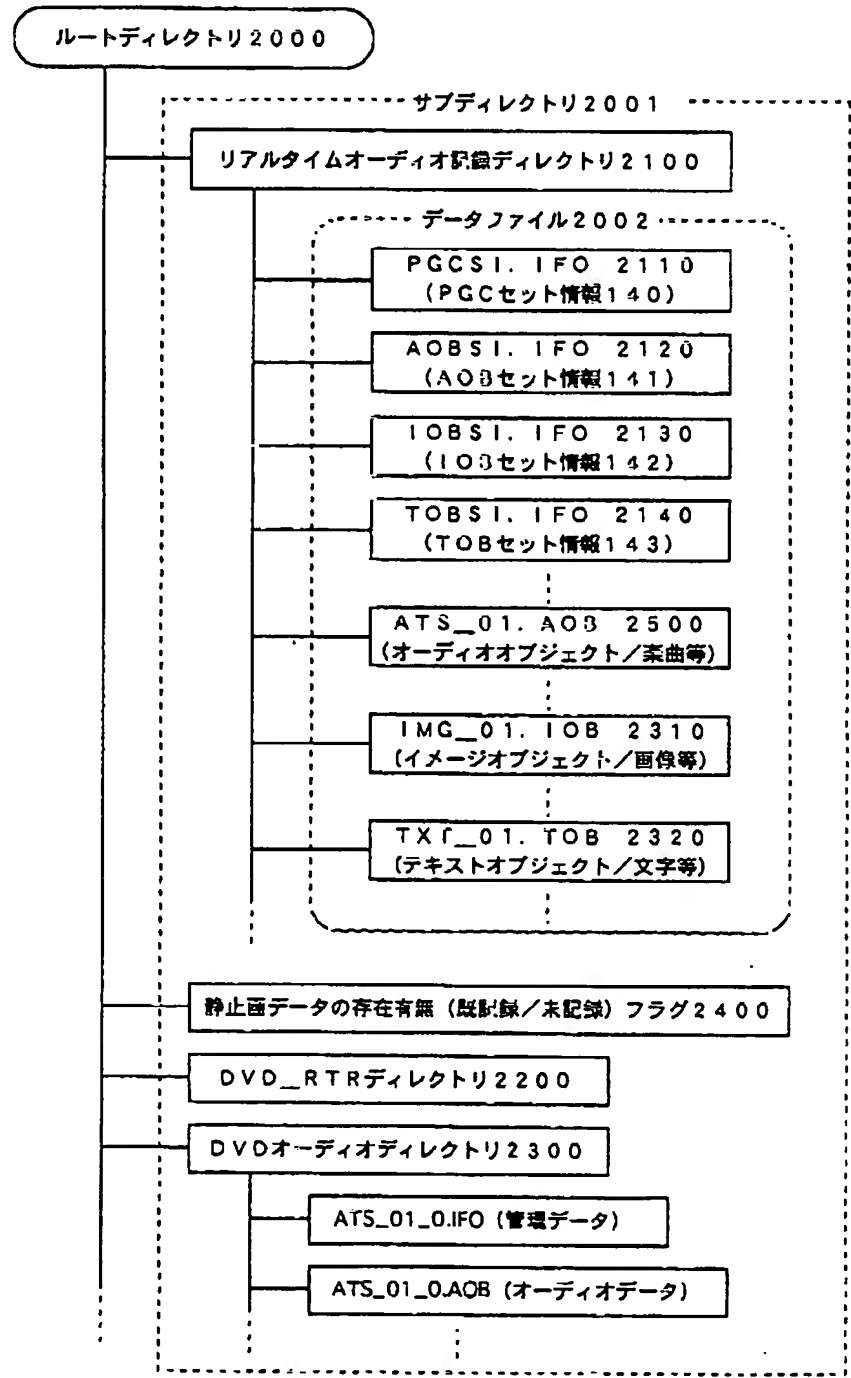 ルートディレクトリ2000
サブディレクトリ2001
リアルタイムオーディオ記録ディレクトリ2100
データファイル2002
PGCSI. IFO 2110
(PGCセット情報140)
AOBSI. IFO 2120
(AOBセット情報141)
IOBSI. IFO 2130
(IOBセット情報142)
TOBSI. IFO 2140
(TOBセット情報143)
ATS_01. AOB 2500
(オーディオオブジェクト/楽曲等)
IMG_01. IOB 2310
(イメージオブジェクト/画像等)
TXT_01. TOB 2320
(テキストオブジェクト/文字等)
静止画データの存在有無(既記録/未記録)フラグ2400
DVD_RTRディレクトリ2200
DVDオーディオディレクトリ2300
ATS_01_0.IFO (管理データ)
ATS_01_0.AOB (オーディオデータ)